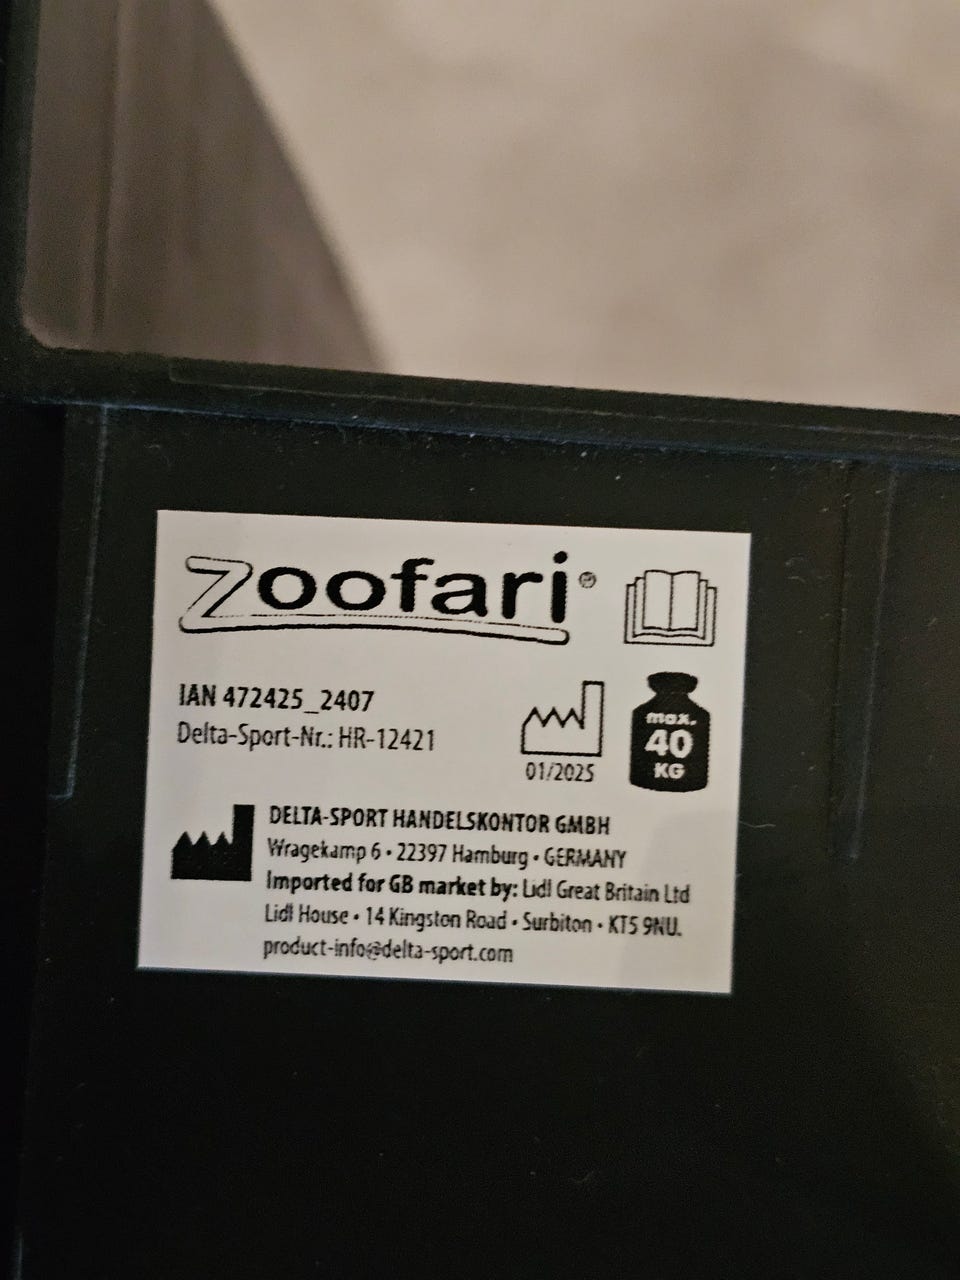 zoofari®
IAN 472425_2407
Delta-Sport-Nr.: HR-12421
01/2025
max.
40
KG
DELTA-SPORT HANDELSKONTOR GMBH
Wragekamp 6 • 22397 Hamburg • GERMANY
Imported for GB market by: Lidl Great Britain Ltd
Lidl House • 14 Kingston Road • Surbiton • KT5 9NU.
product-info@delta-sport.com